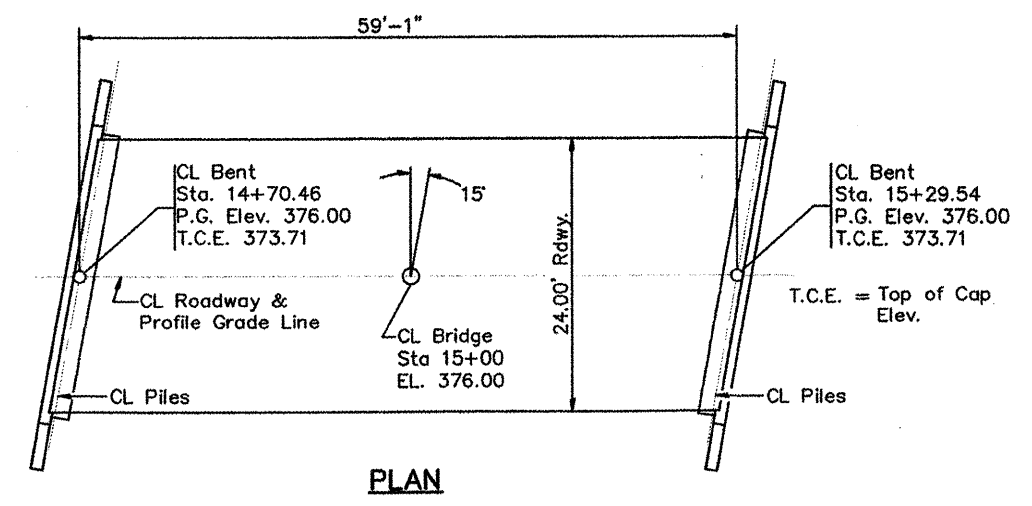 59'-1"
CL Bent
Sta. 14+70.46
P.G. Elev. 376.00
T.C.E. 373.71
15°
CL Bent
Sta. 15+29.54
P.G. Elev. 376.00
T.C.E. 373.71
24.00' Rdwy.
CL Roadway &
Profile Grade Line
CL Bridge
Sta 15+00
EL. 376.00
T.C.E. = Top of Cap
Elev.
CL Piles
CL Piles
PLAN